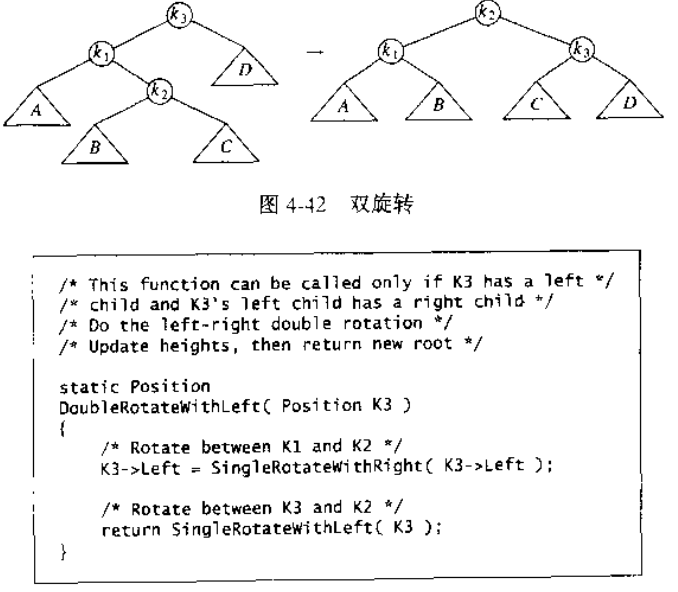 k3
k2
k1
D
→
k1
k3
A
k2
A
B
C
D
B
C
图 4-42 双旋转
/* This function can be called only if K3 has a left */
/* child and K3's left child has a right child */
/* Do the left-right double rotation */
/* Update heights, then return new root */
static Position
DoubleRotateWithLeft( Position K3 )
{
/* Rotate between K1 and K2 */
K3->Left = SingleRotateWithRight( K3->Left );
/* Rotate between K3 and K2 */
return SingleRotateWithLeft( K3 );
}